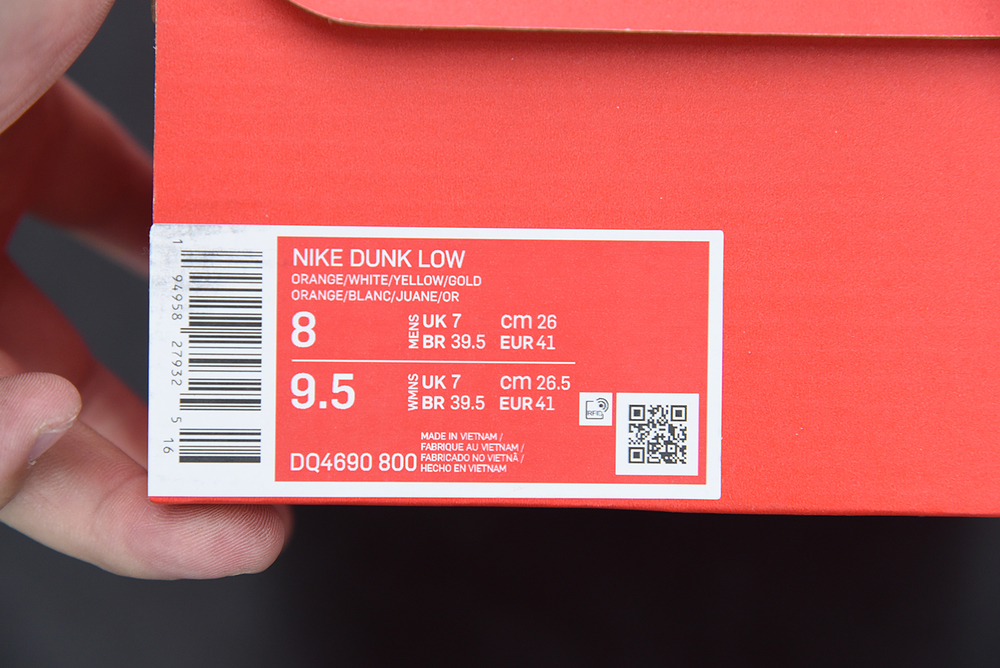 1 94958 27932 5 16
NIKE DUNK LOW
ORANGE/WHITE/YELLOW/GOLD
ORANGE/BLANC/JUANE/OR
8
MENS
UK 7 cm 26
BR 39.5 EUR 41
9.5
WMNS
UK 7 cm 26.5
BR 39.5 EUR 41
RFID
DQ4690 800
MADE IN VIETNAM /
FABRIQUE AU VIETNAM /
FABRICADO NO VIETNÃ /
HECHO EN VIETNAM